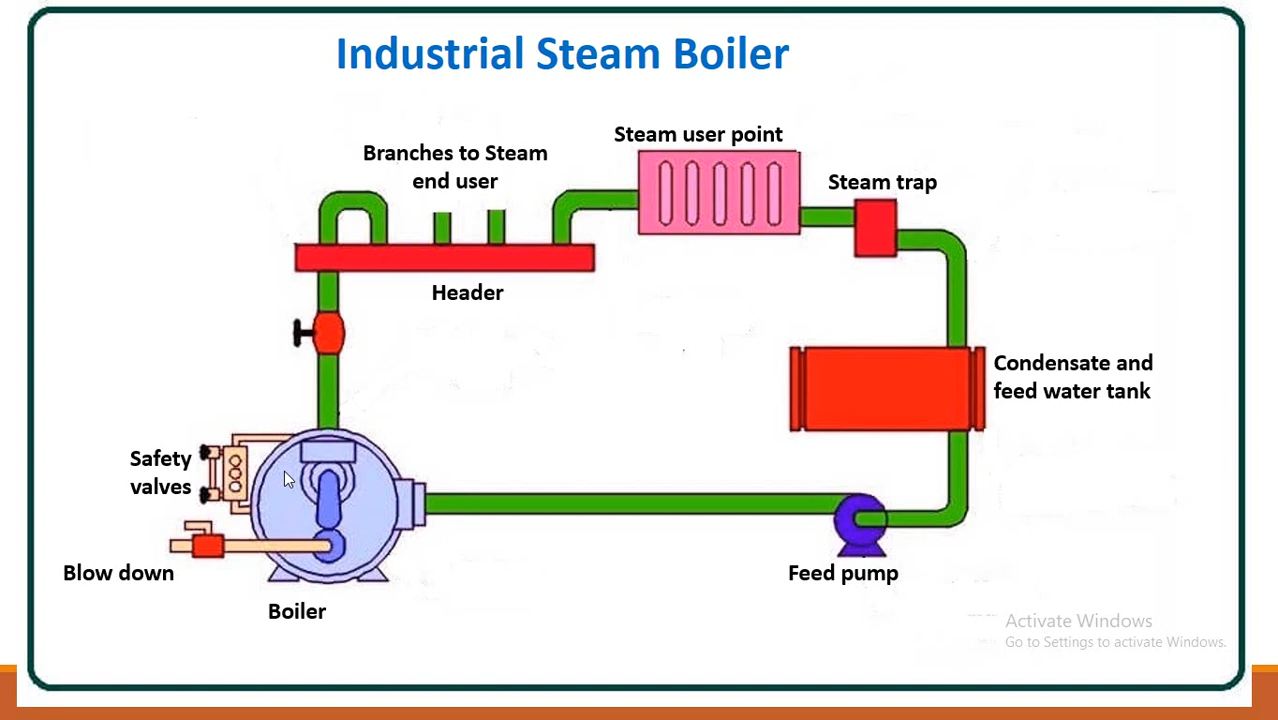 Industrial Steam Boiler
Steam user point
Branches to Steam
end user
Steam trap
Header
Condensate and
feed water tank
Safety
valves
Blow down
Feed pump
Boiler
Activate Windows
Go to Settings to activate Windows.